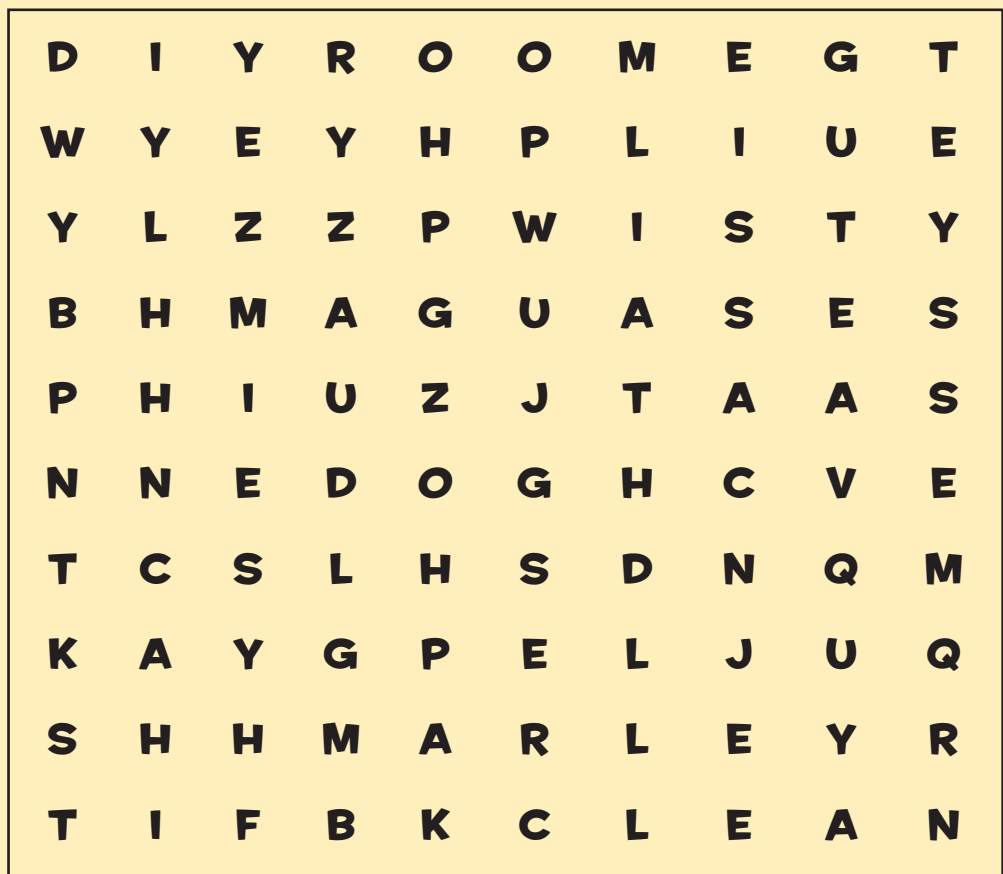 D I Y R O O M E G T
W Y E Y H P L I U E
Y L Z Z P W I S T Y
B H M A G U A S E S
P H I U Z J T A A S
N N E D O G H C V E
T C S L H S D N Q M
K A Y G P E L J U Q
S H H M A R L E Y R
T I F B K C L E A N